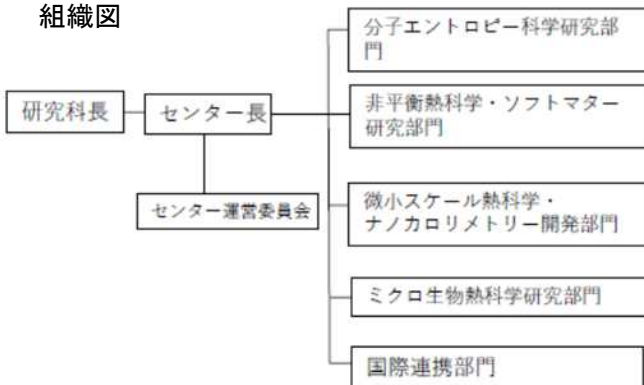 組織図
分子エントロピー科学研究部
門
研究科長
センター長
非平衡熱科学・ソフトマター
研究部門
センター運営委員会
微小スケール熱科学・
ナノカロリメトリー開発部門
ミクロ生物熱科学研究部門
国際連携部門